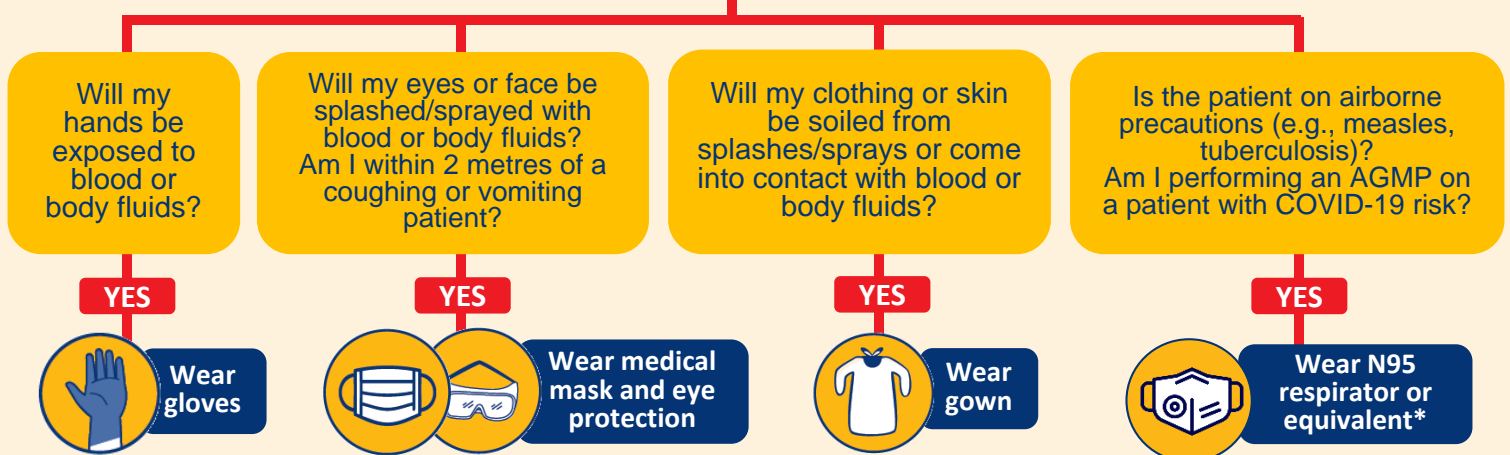 Will my
hands be
exposed to
blood or
body fluids?
Will my eyes or face be
splashed/sprayed with
blood or body fluids?
Am I within 2 metres of a
coughing or vomiting
patient?
Will my clothing or skin
be soiled from
splashes/sprays or come
into contact with blood or
body fluids?
Is the patient on airborne
precautions (e.g., measles,
tuberculosis)?
Am I performing an AGMP on
a patient with COVID-19 risk?
YES
YES
YES
YES
Wear
gloves
Wear medical
mask and eye
protection
Wear
gown
Wear N95
respirator or
equivalent*